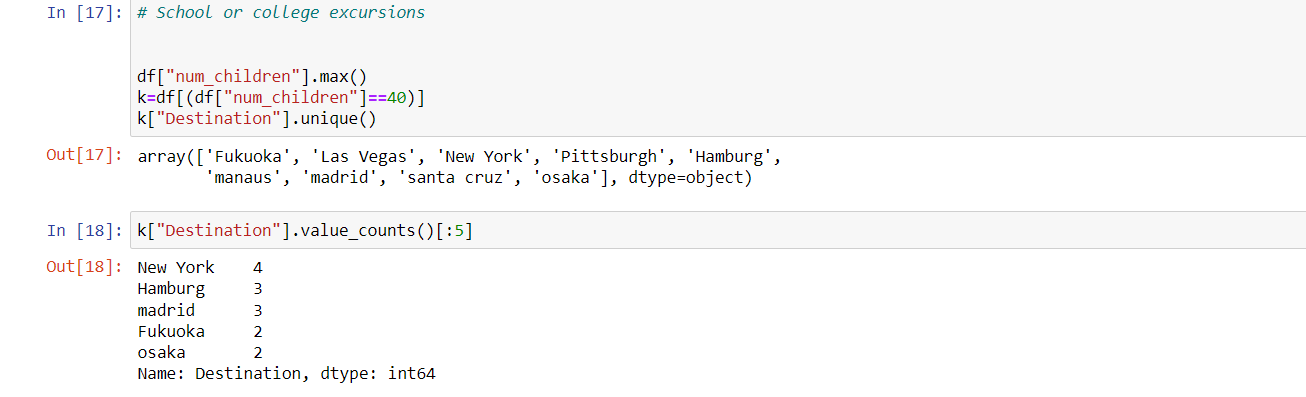 In [17]: # School or college excursions
df["num_children"].max()
k=df[(df["num_children"]==40)]
k["Destination"].unique()
Out[17]: array(['Fukuoka', 'Las Vegas', 'New York', 'Pittsburgh', 'Hamburg',
'manaus', 'madrid', 'santa cruz', 'osaka'], dtype=object)
In [18]: k["Destination"].value_counts()[:5]
Out[18]: New York    4
Hamburg     3
madrid      3
Fukuoka     2
osaka       2
Name: Destination, dtype: int64